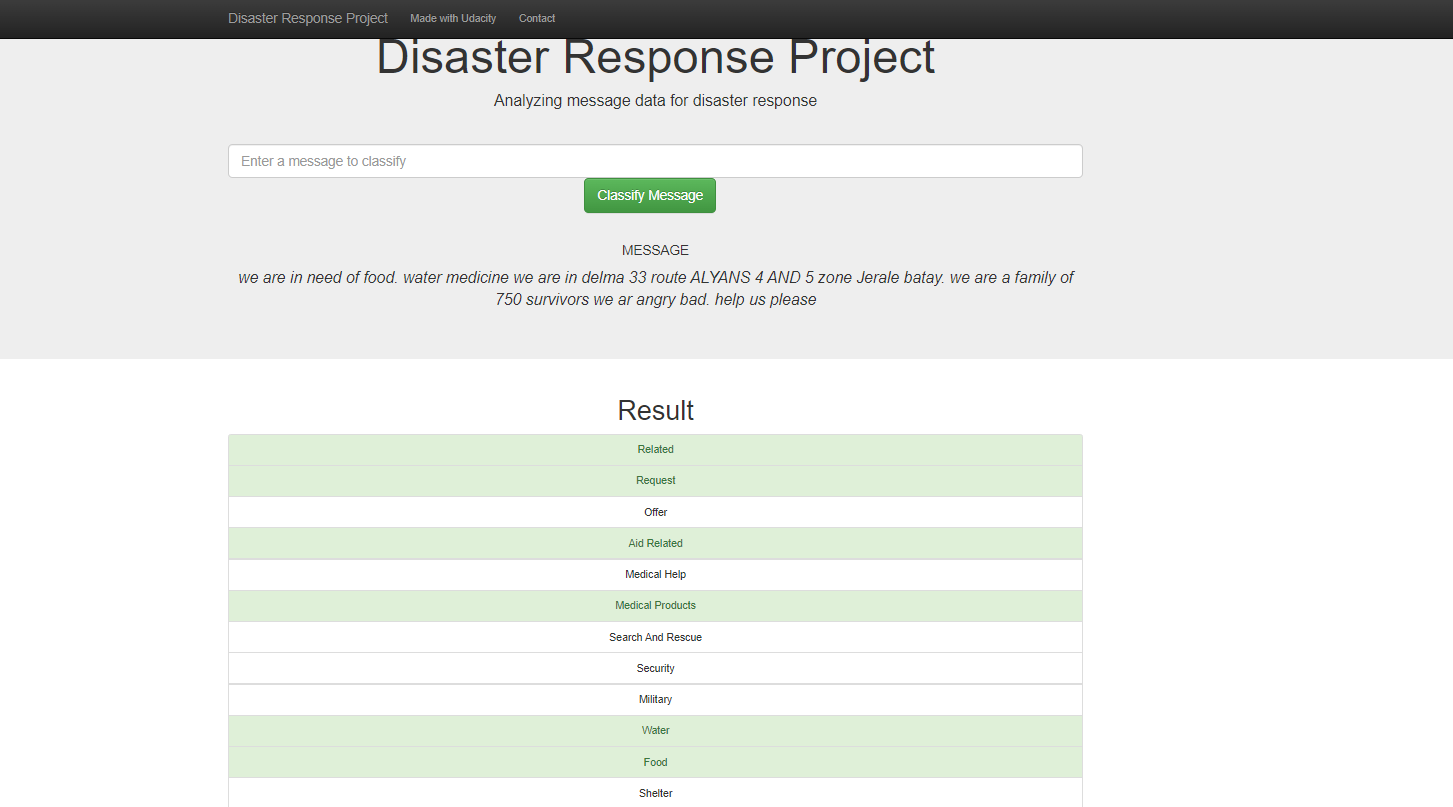 Disaster Response Project Made with Udacity Contact
Disaster Response Project
Analyzing message data for disaster response
Enter a message to classify
Classify Message
MESSAGE
we are in need of food. water medicine we are in delma 33 route ALYANS 4 AND 5 zone Jerale batay. we are a family of
750 survivors we ar angry bad. help us please
Result
Related
Request
Offer
Aid Related
Medical Help
Medical Products
Search And Rescue
Security
Military
Water
Food
Shelter